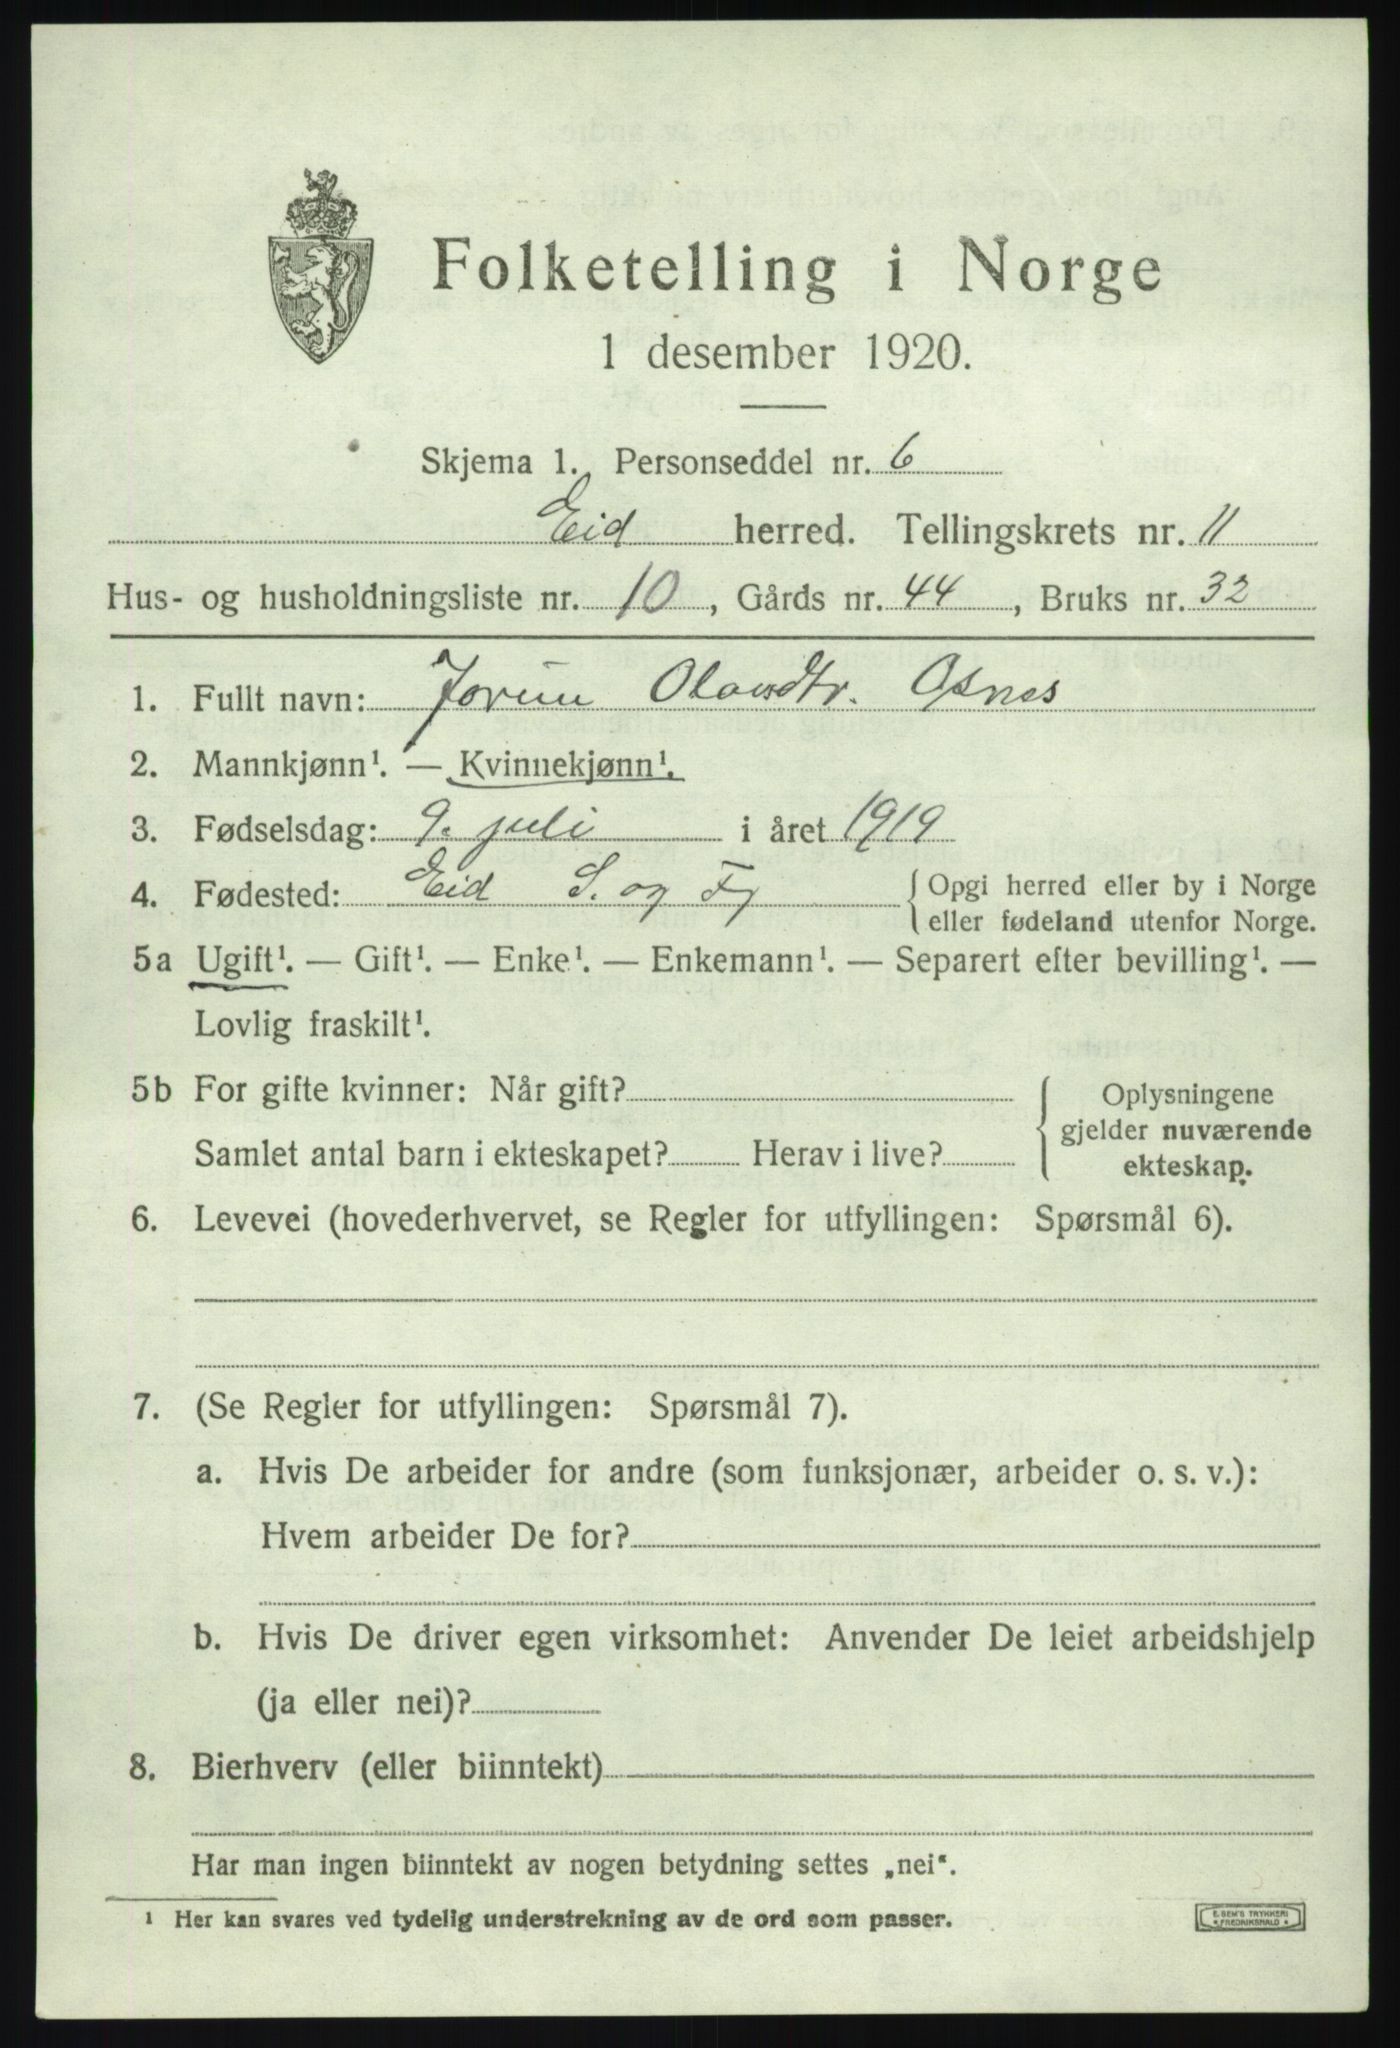 Folketelling i Norge
1 desember 1920.
Skjema 1. Personseddel nr. 6
Eid herred. Tellingskrets nr. 11
Hus- og husholdningsliste nr. 10, Gårds nr. 44, Bruks nr. 32
1. Fullt navn: Jorun Olavsdtr. Osnes
2. Mannkjønn¹. — Kvinnekjønn¹.
3. Fødselsdag: 9. juli i året 1919
4. Fødested: Eid S. og Fj { Opgi herred eller by i Norge
eller fødeland utenfor Norge.
5a Ugift¹. — Gift¹. — Enke¹. — Enkemann¹. — Separert efter bevilling¹. —
Lovlig fraskilt¹.
5b For gifte kvinner: Når gift? { Oplysningene
gjelder nuværende
Samlet antal barn i ekteskapet? Herav i live? ekteskap.
6. Levevei (hovederhvervet, se Regler for utfyllingen: Spørsmål 6).
7. (Se Regler for utfyllingen: Spørsmål 7).
a. Hvis De arbeider for andre (som funksjonær, arbeider o. s. v.):
Hvem arbeider De for?
b. Hvis De driver egen virksomhet: Anvender De leiet arbeidshjelp
(ja eller nei)?
8. Bierhverv (eller biinntekt)
Har man ingen biinntekt av nogen betydning settes „nei“.
¹ Her kan svares ved tydelig understrekning av de ord som passer.
E. SEM'S TRYKKERI
FREDRIKSHALD